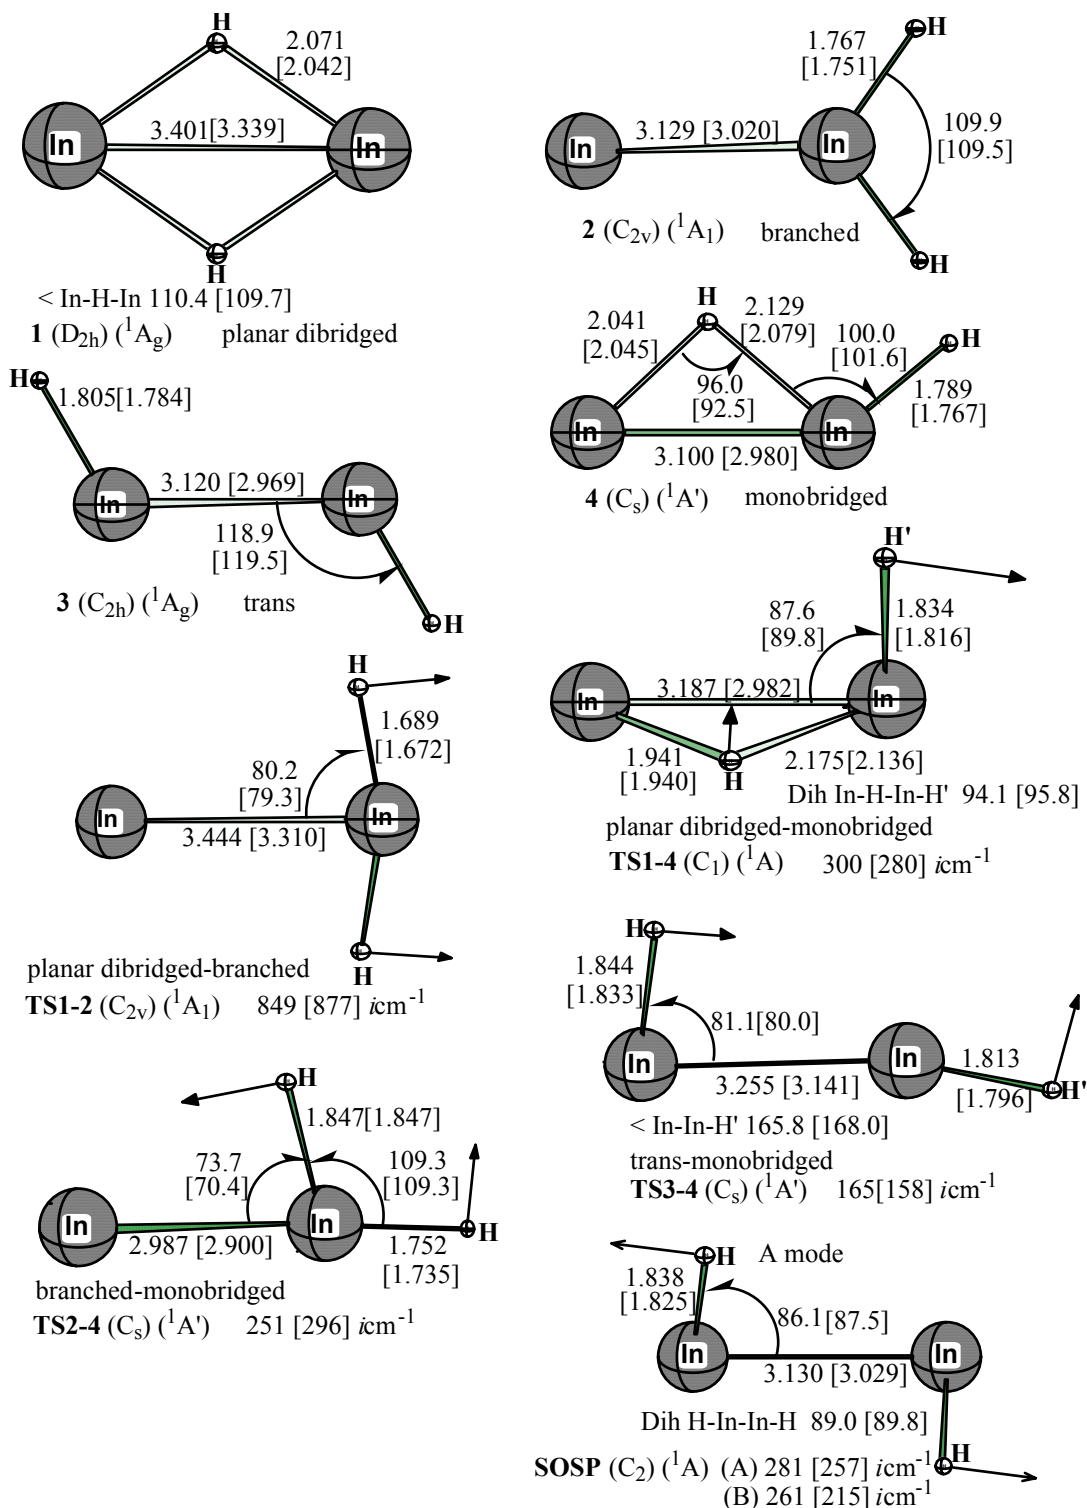 H
2.071
[2.042]
In
3.401[3.339]
In
H
< In-H-In 110.4 [109.7]
1 (D2h) (1Ag) planar dibridged
H
1.767
[1.751]
In
3.129 [3.020]
In
109.9
[109.5]
H
2 (C2v) (1A1) branched
H
1.805[1.784]
In
3.120 [2.969]
In
118.9
[119.5]
H
3 (C2h) (1Ag) trans
H
2.041
[2.045]
2.129
[2.079]
100.0
[101.6]
H
96.0
[92.5]
1.789
[1.767]
In
In
3.100 [2.980]
4 (Cs) (1A') monobridged
H
1.689
[1.672]
80.2
[79.3]
In
In
3.444 [3.310]
H
planar dibridged-branched
TS1-2 (C2v) (1A1) 849 [877] icm-1
H'
87.6
[89.8]
1.834
[1.816]
In
3.187 [2.982]
In
1.941
[1.940]
H
2.175[2.136]
Dih In-H-In-H' 94.1 [95.8]
planar dibridged-monobridged
TS1-4 (C1) (1A) 300 [280] icm-1
H
1.847[1.847]
73.7
[70.4]
109.3
[109.3]
In
In
H
2.987 [2.900]
1.752
[1.735]
branched-monobridged
TS2-4 (Cs) (1A') 251 [296] icm-1
H
1.844
[1.833]
81.1[80.0]
In
In
3.255 [3.141]
1.813
[1.796]
H'
< In-In-H' 165.8 [168.0]
trans-monobridged
TS3-4 (Cs) (1A') 165[158] icm-1
H
A mode
1.838
[1.825]
86.1[87.5]
In
In
3.130 [3.029]
Dih H-In-In-H 89.0 [89.8]
H
SOSP (C2) (1A) (A) 281 [257] icm-1
(B) 261 [215] icm-1